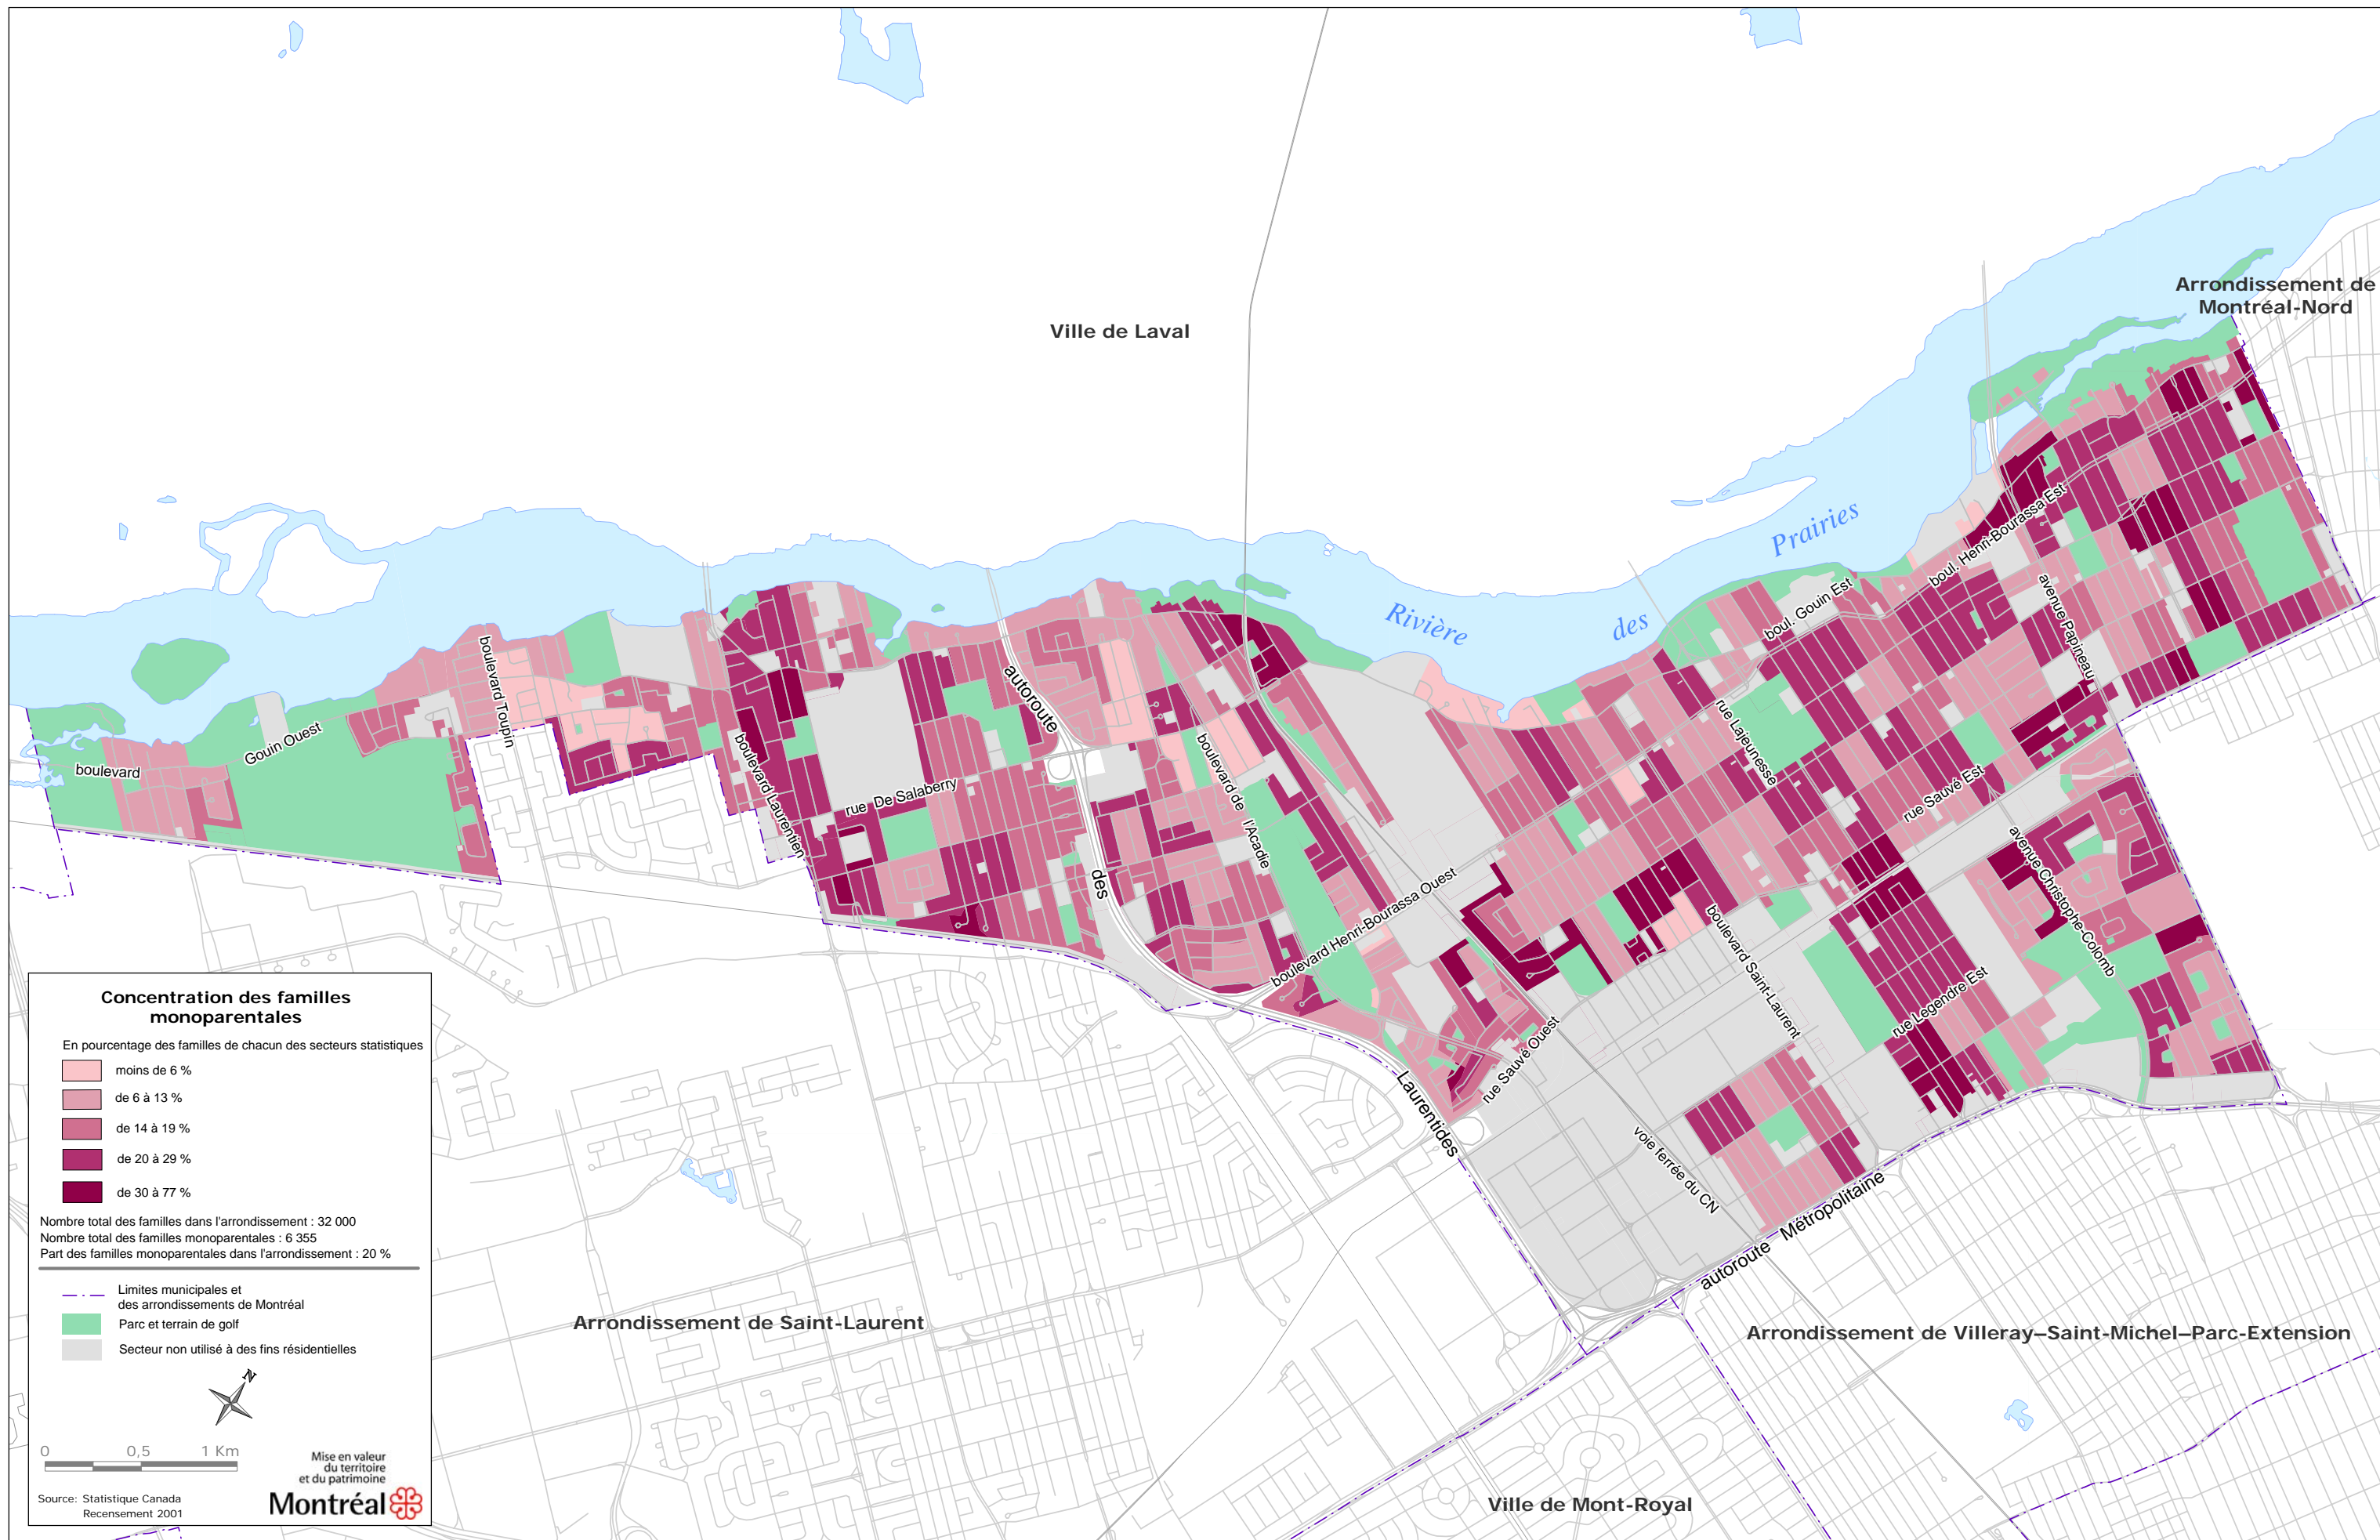 Ville de Laval
Arrondissement de
Montréal-Nord
Rivière
des
Prairies
boulevard
Gouin Ouest
boulevard Toupin
boulevard Laurentien
rue De Salaberry
autoroute
des
Laurentides
boulevard de
l'Acadie
boulevard Henri-Bourassa Ouest
rue Sauvé Ouest
boul. Gouin Est
boul. Henri-Bourassa Est
rue Lajeunesse
avenue Papineau
rue Sauvé Est
avenue Christophe-Colomb
boulevard Saint-Laurent
rue Legendre Est
voie ferrée du CN
autoroute Métropolitaine
Arrondissement de Saint-Laurent
Arrondissement de Villeray–Saint-Michel–Parc-Extension
Ville de Mont-Royal
Concentration des familles
monoparentales
En pourcentage des familles de chacun des secteurs statistiques
moins de 6 %
de 6 à 13 %
de 14 à 19 %
de 20 à 29 %
de 30 à 77 %
Nombre total des familles dans l'arrondissement : 32 000
Nombre total des familles monoparentales : 6 355
Part des familles monoparentales dans l'arrondissement : 20 %
Limites municipales et
des arrondissements de Montréal
Parc et terrain de golf
Secteur non utilisé à des fins résidentielles
N
0 0,5 1 Km
Mise en valeur
du territoire
et du patrimoine
Montréal
Source: Statistique Canada
Recensement 2001